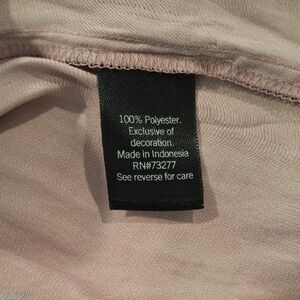 100% Polyester.
Exclusive of
decoration.
Made in Indonesia
RN#73277
See reverse for care